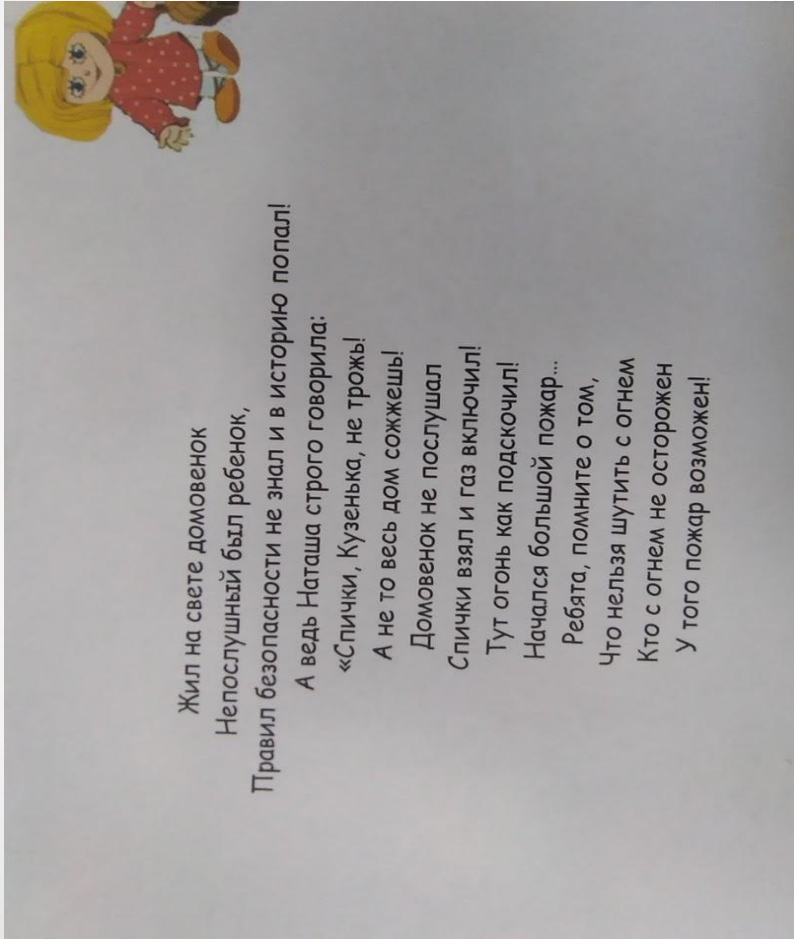 Жил на свете домовенок
Непослушный был ребенок,
Правил безопасности не знал и в историю попал!
А ведь Наташа строго говорила:
«Спички, Кузенька, не трожь!
А не то весь дом сожжешь!
Домовенок не послушал
Спички взял и газ включил!
Тут огонь как подскочил!
Начался большой пожар...
Ребята, помните о том,
Что нельзя шутить с огнем
Кто с огнем не осторожен
У того пожар возможен!